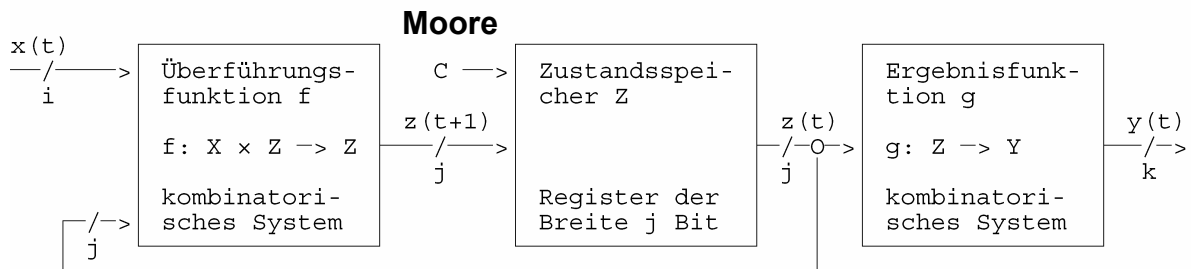 Moore
x(t)
i
Überführungs-
funktion f
f: X × Z —> Z
kombinatori-
sches System
j
z(t+1)
j
C
Zustandsspei-
cher Z
Register der
Breite j Bit
z(t)
j
Ergebnisfunk-
tion g
g: Z —> Y
kombinatori-
sches System
y(t)
k